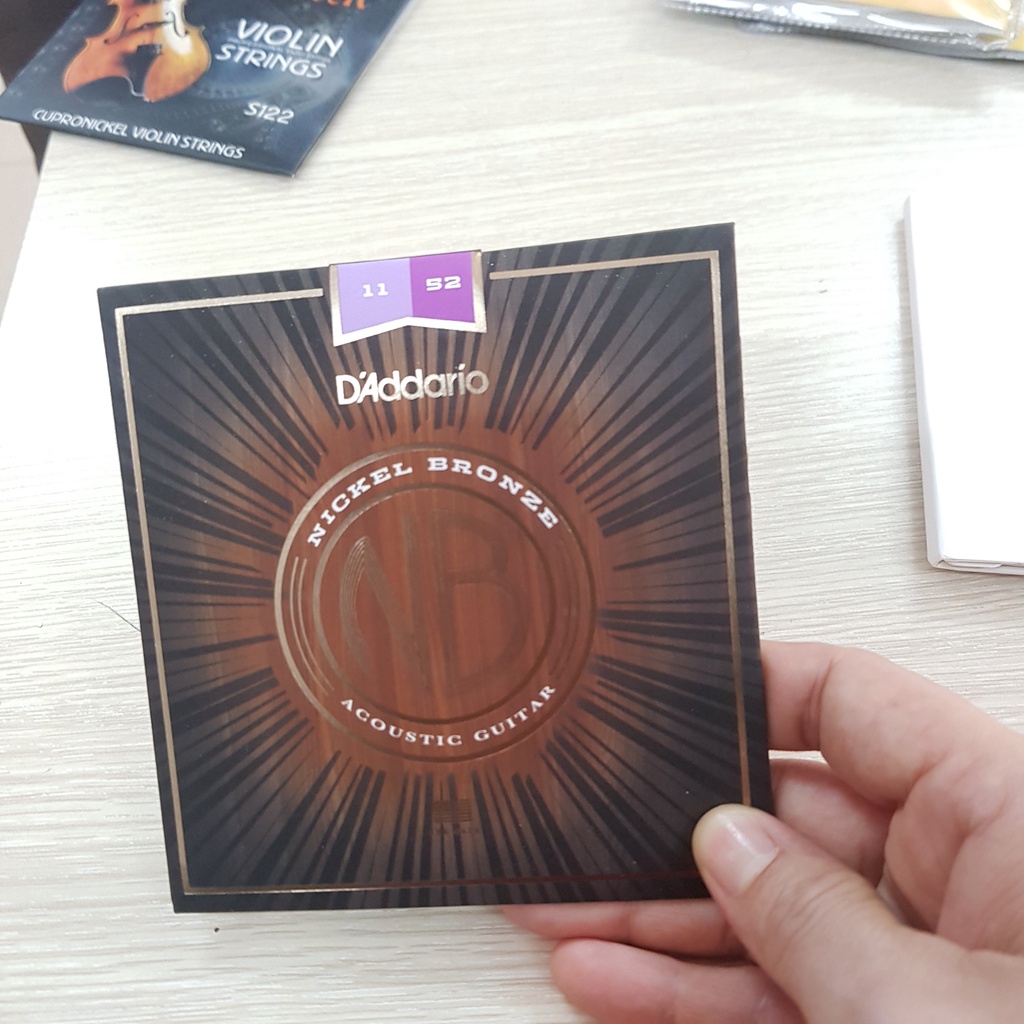 VIOLIN
STRINGS
S122
CUPRONICKEL VIOLIN STRINGS
11 52
D'Addario
NICKEL BRONZE
NB
ACOUSTIC GUITAR